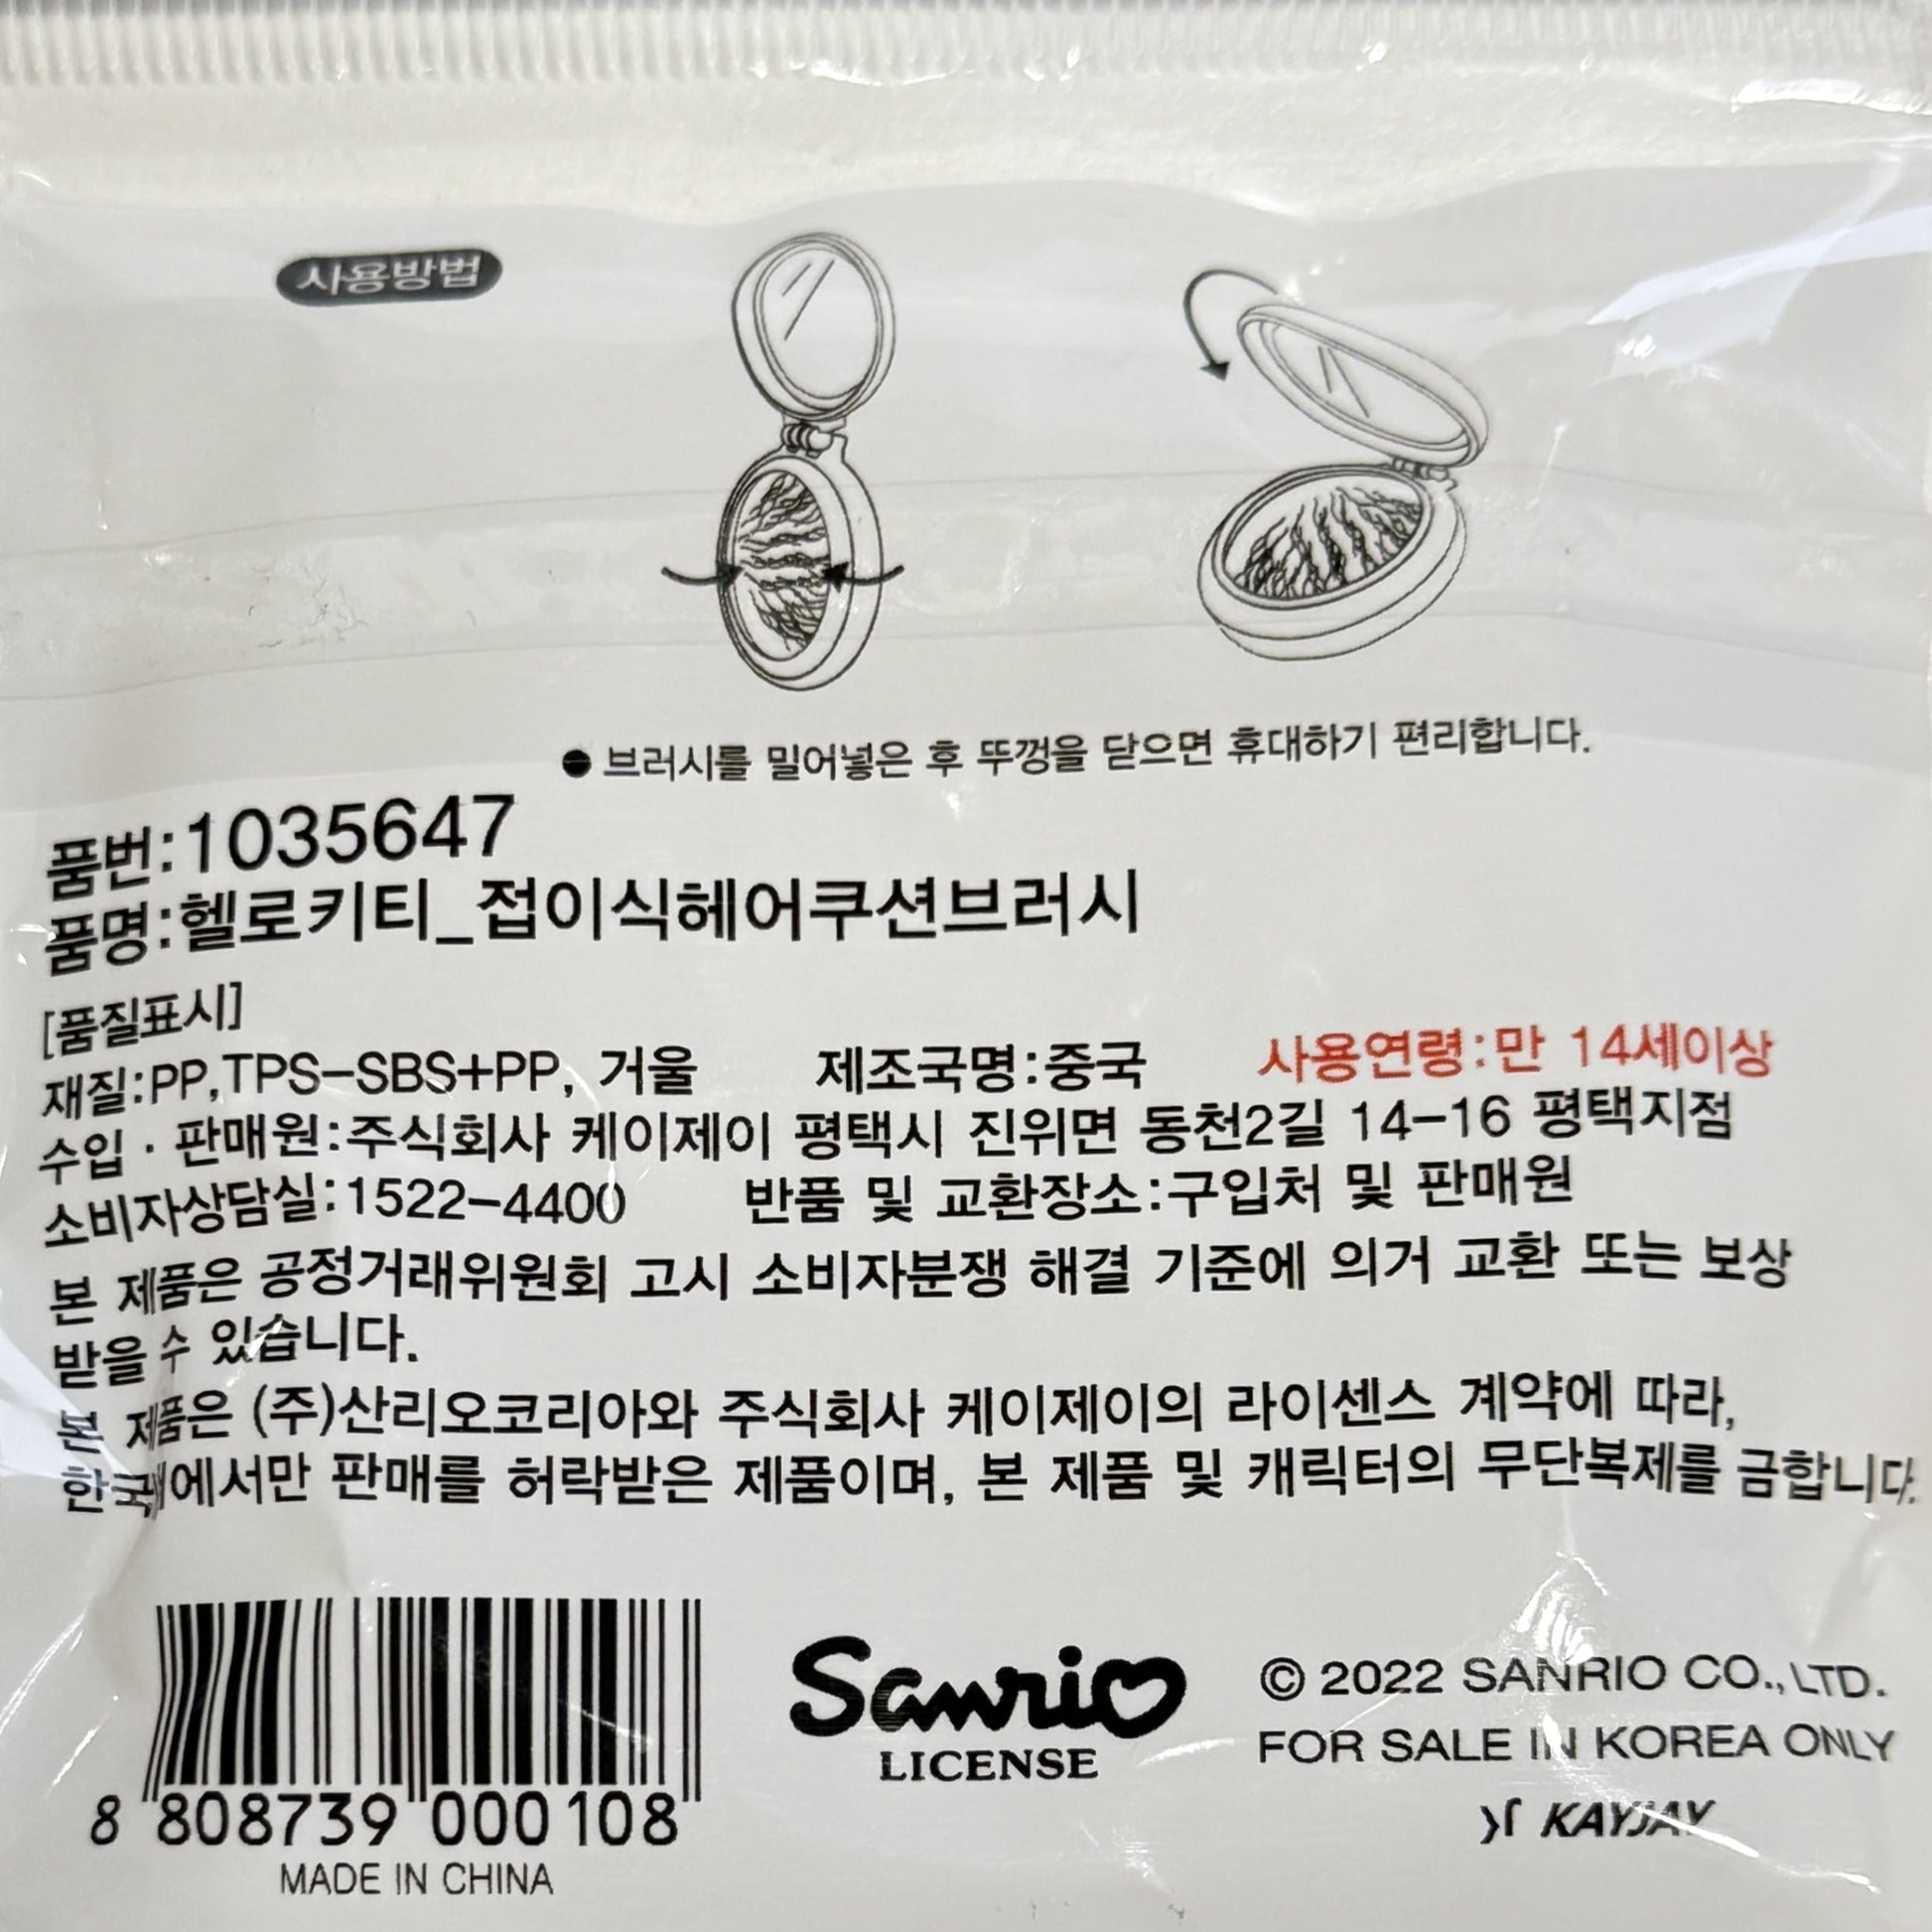 사용방법
● 브러시를 밀어넣은 후 뚜껑을 닫으면 휴대하기 편리합니다.
품번:1035647
품명:헬로키티_접이식헤어쿠션브러시
[품질표시]
재질:PP,TPS-SBS+PP, 거울 제조국명:중국 사용연령:만 14세이상
수입 · 판매원:주식회사 케이제이 평택시 진위면 동천2길 14-16 평택지점
소비자상담실:1522-4400 반품 및 교환장소:구입처 및 판매원
본 제품은 공정거래위원회 고시 소비자분쟁 해결 기준에 의거 교환 또는 보상
받을 수 있습니다.
본 제품은 (주)산리오코리아와 주식회사 케이제이의 라이센스 계약에 따라,
한국내에서만 판매를 허락받은 제품이며, 본 제품 및 캐릭터의 무단복제를 금합니다.
8 808739 000108
MADE IN CHINA
Sanrio
LICENSE
© 2022 SANRIO CO., LTD.
FOR SALE IN KOREA ONLY
KAYJAY